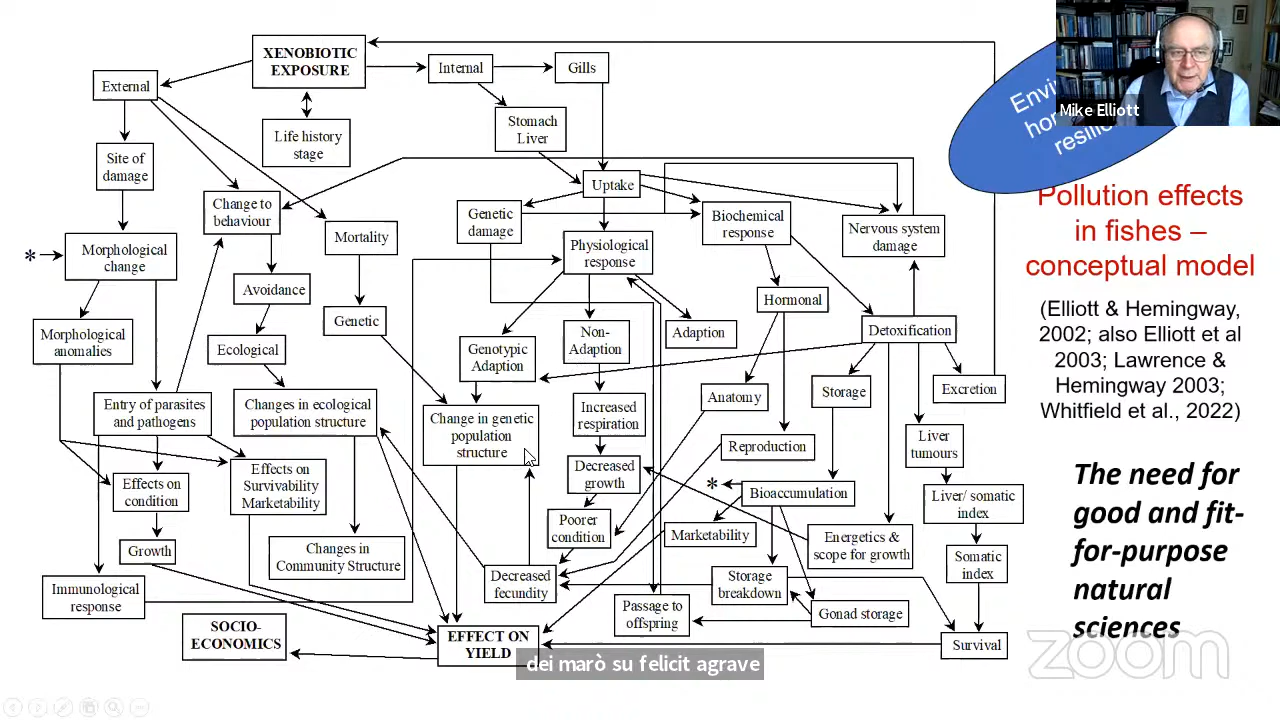 XENOBIOTIC
EXPOSURE
Internal
Gills
External
Life history
stage
Stomach
Liver
Mike Elliott
Site of
damage
Uptake
Change to
behaviour
Genetic
damage
Biochemical
response
Nervous system
damage
Mortality
*
Morphological
change
Physiological
response
Avoidance
Hormonal
Genetic
Morphological
anomalies
Ecological
Genotypic
Adaption
Non-
Adaption
Adaption
Detoxification
Storage
Excretion
Anatomy
Entry of parasites
and pathogens
Changes in ecological
population structure
Change in genetic
population
structure
Increased
respiration
Reproduction
Liver
tumours
Effects on
condition
Effects on
Survivability
Marketability
Decreased
growth
*
Bioaccumulation
Liver/ somatic
index
Growth
Changes in
Community Structure
Poorer
condition
Marketability
Energetics &
scope for growth
Somatic
index
Immunological
response
Decreased
fecundity
Storage
breakdown
Passage to
offspring
Gonad storage
SOCIO-
ECONOMICS
EFFECT ON
YIELD
Survival
Pollution effects
in fishes –
conceptual model
(Elliott & Hemingway,
2002; also Elliott et al
2003; Lawrence &
Hemingway 2003;
Whitfield et al., 2022)
The need for
good and fit-
for-purpose
natural
sciences
dei marò su felicit agrave
zoom